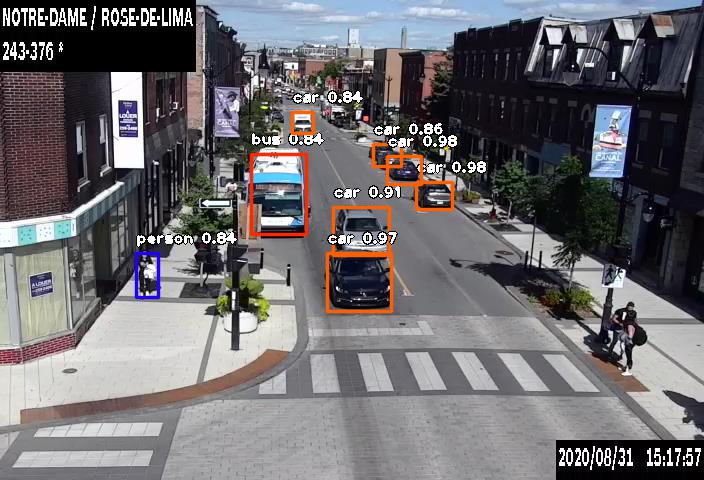 NOTRE-DAME / ROSE-DE-LIMA
243-376 *
car 0.84
bus 0.84
car 0.86
car 0.98
car 0.98
car 0.91
car 0.97
person 0.84
À LOUER
À LOUER
CANAL
2020/08/31 15:17:57